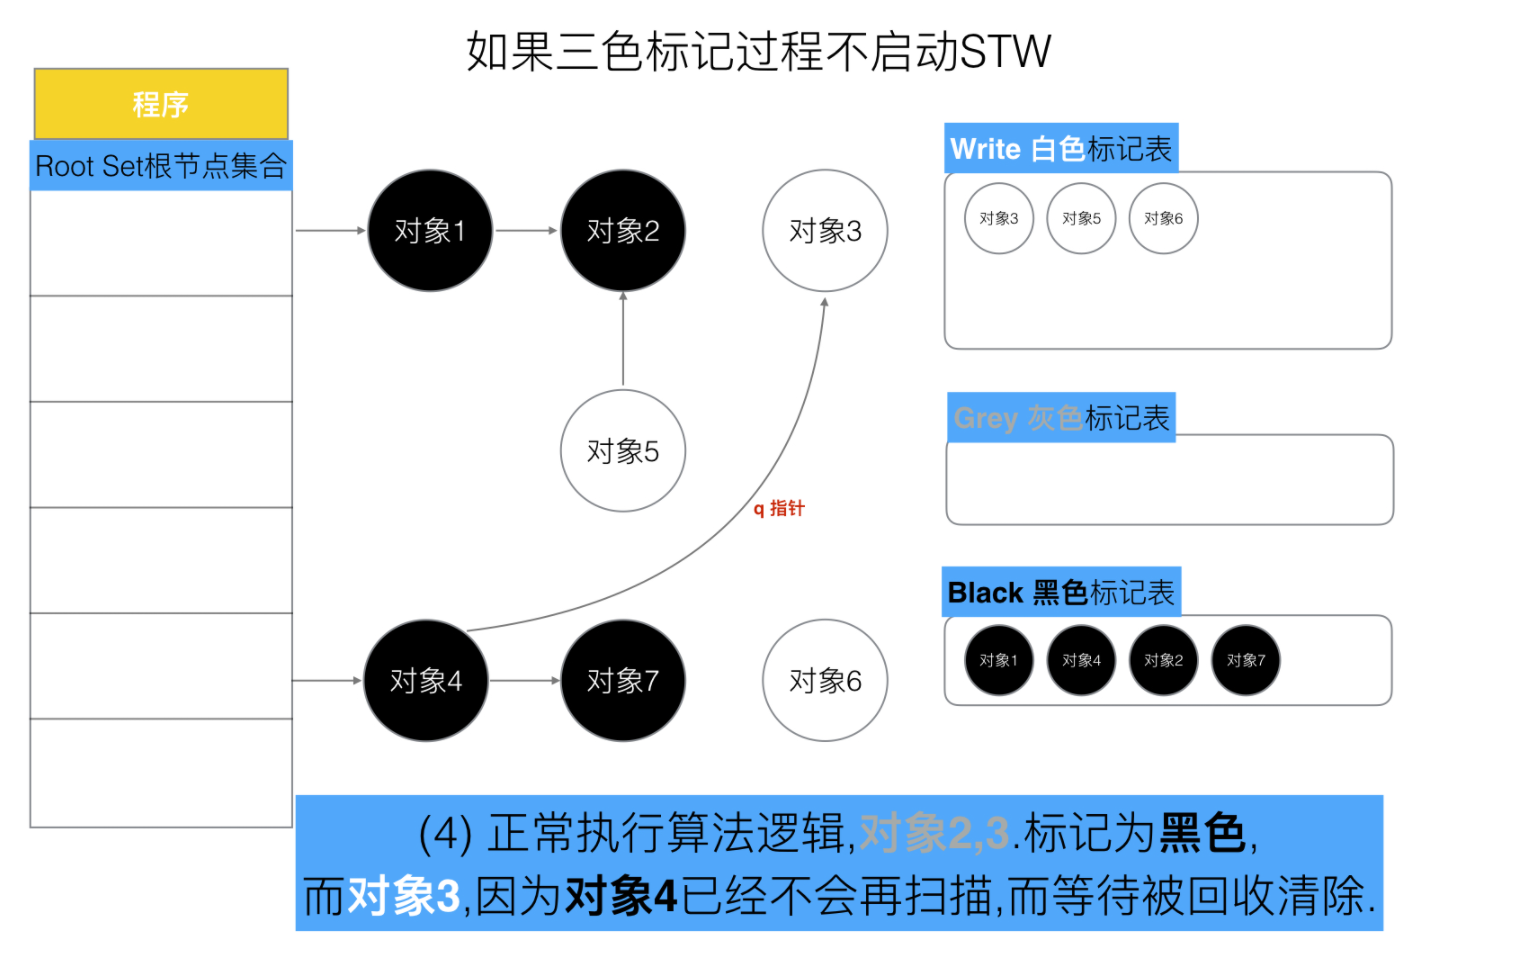 如果三色标记过程不启动STW
程序
Root Set根节点集合
对象1
对象2
对象3
对象5
q 指针
对象4
对象7
对象6
Write 白色标记表
对象3
对象5
对象6
Grey 灰色标记表
Black 黑色标记表
对象1
对象4
对象2
对象7
(4) 正常执行算法逻辑,对象2,3.标记为黑色,
而对象3,因为对象4已经不会再扫描,而等待被回收清除.